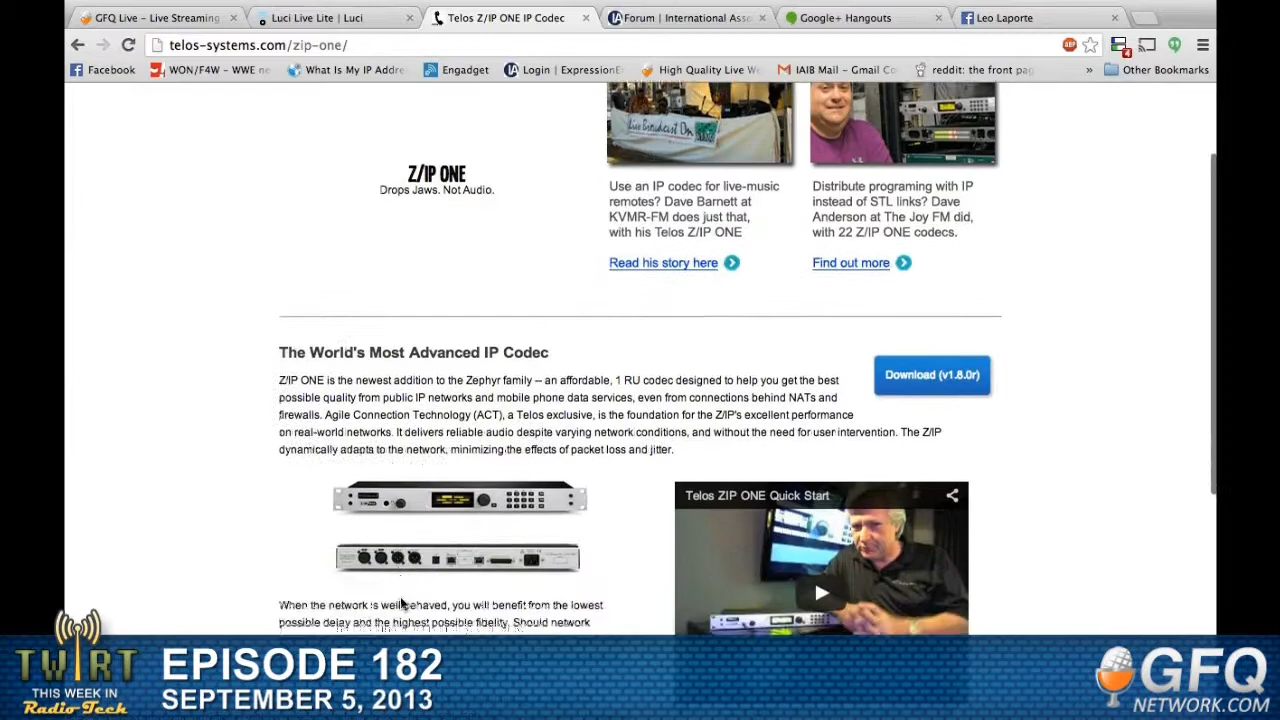 GFQ Live – Live Streaming
Luci Live Lite | Luci
Telos Z/IP ONE IP Codec
Forum | International Ass
Google+ Hangouts
Leo Laporte
telos-systems.com/zip-one/
ABP
4
Facebook
WON/F4W – WWE ne
What Is My IP Addre
Engadget
Login | ExpressionE
High Quality Live W
IAIB Mail – Gmail Co
reddit: the front pag
»
Other Bookmarks
Live Broadcast On
Z/IP ONE
Drops Jaws. Not Audio.
Use an IP codec for live-music
remotes? Dave Barnett at
KVMR-FM does just that,
with his Telos Z/IP ONE
Read his story here
Distribute programing with IP
instead of STL links? Dave
Anderson at The Joy FM did,
with 22 Z/IP ONE codecs.
Find out more
The World's Most Advanced IP Codec
Download (v1.8.0r)
Z/IP ONE is the newest addition to the Zephyr family -- an affordable, 1 RU codec designed to help you get the best
possible quality from public IP networks and mobile phone data services, even from connections behind NATs and
firewalls. Agile Connection Technology (ACT), a Telos exclusive, is the foundation for the Z/IP's excellent performance
on real-world networks. It delivers reliable audio despite varying network conditions, and without the need for user intervention. The Z/IP
dynamically adapts to the network, minimizing the effects of packet loss and jitter.
Telos ZIP ONE Quick Start
When the network is well behaved, you will benefit from the lowest
possible delay and the highest possible fidelity. Should network
TWIRT
THIS WEEK IN
Radio Tech
EPISODE 182
SEPTEMBER 5, 2013
GFQ
NETWORK.COM